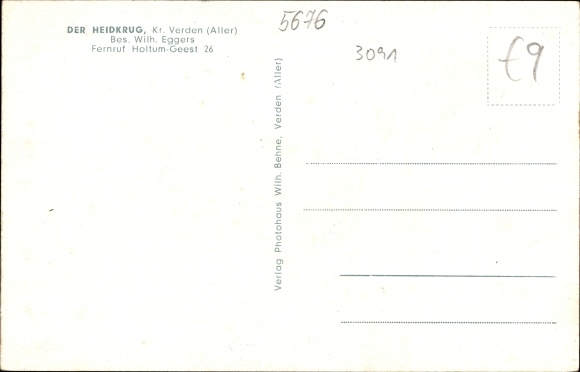 DER HEIDKRUG, Kr. Verden (Aller)
Bes. Wilh. Eggers
Fernruf Holtum-Geest 26
5676
3091
£9
Verlag Photohaus Wilh. Behne, Verden (Aller)